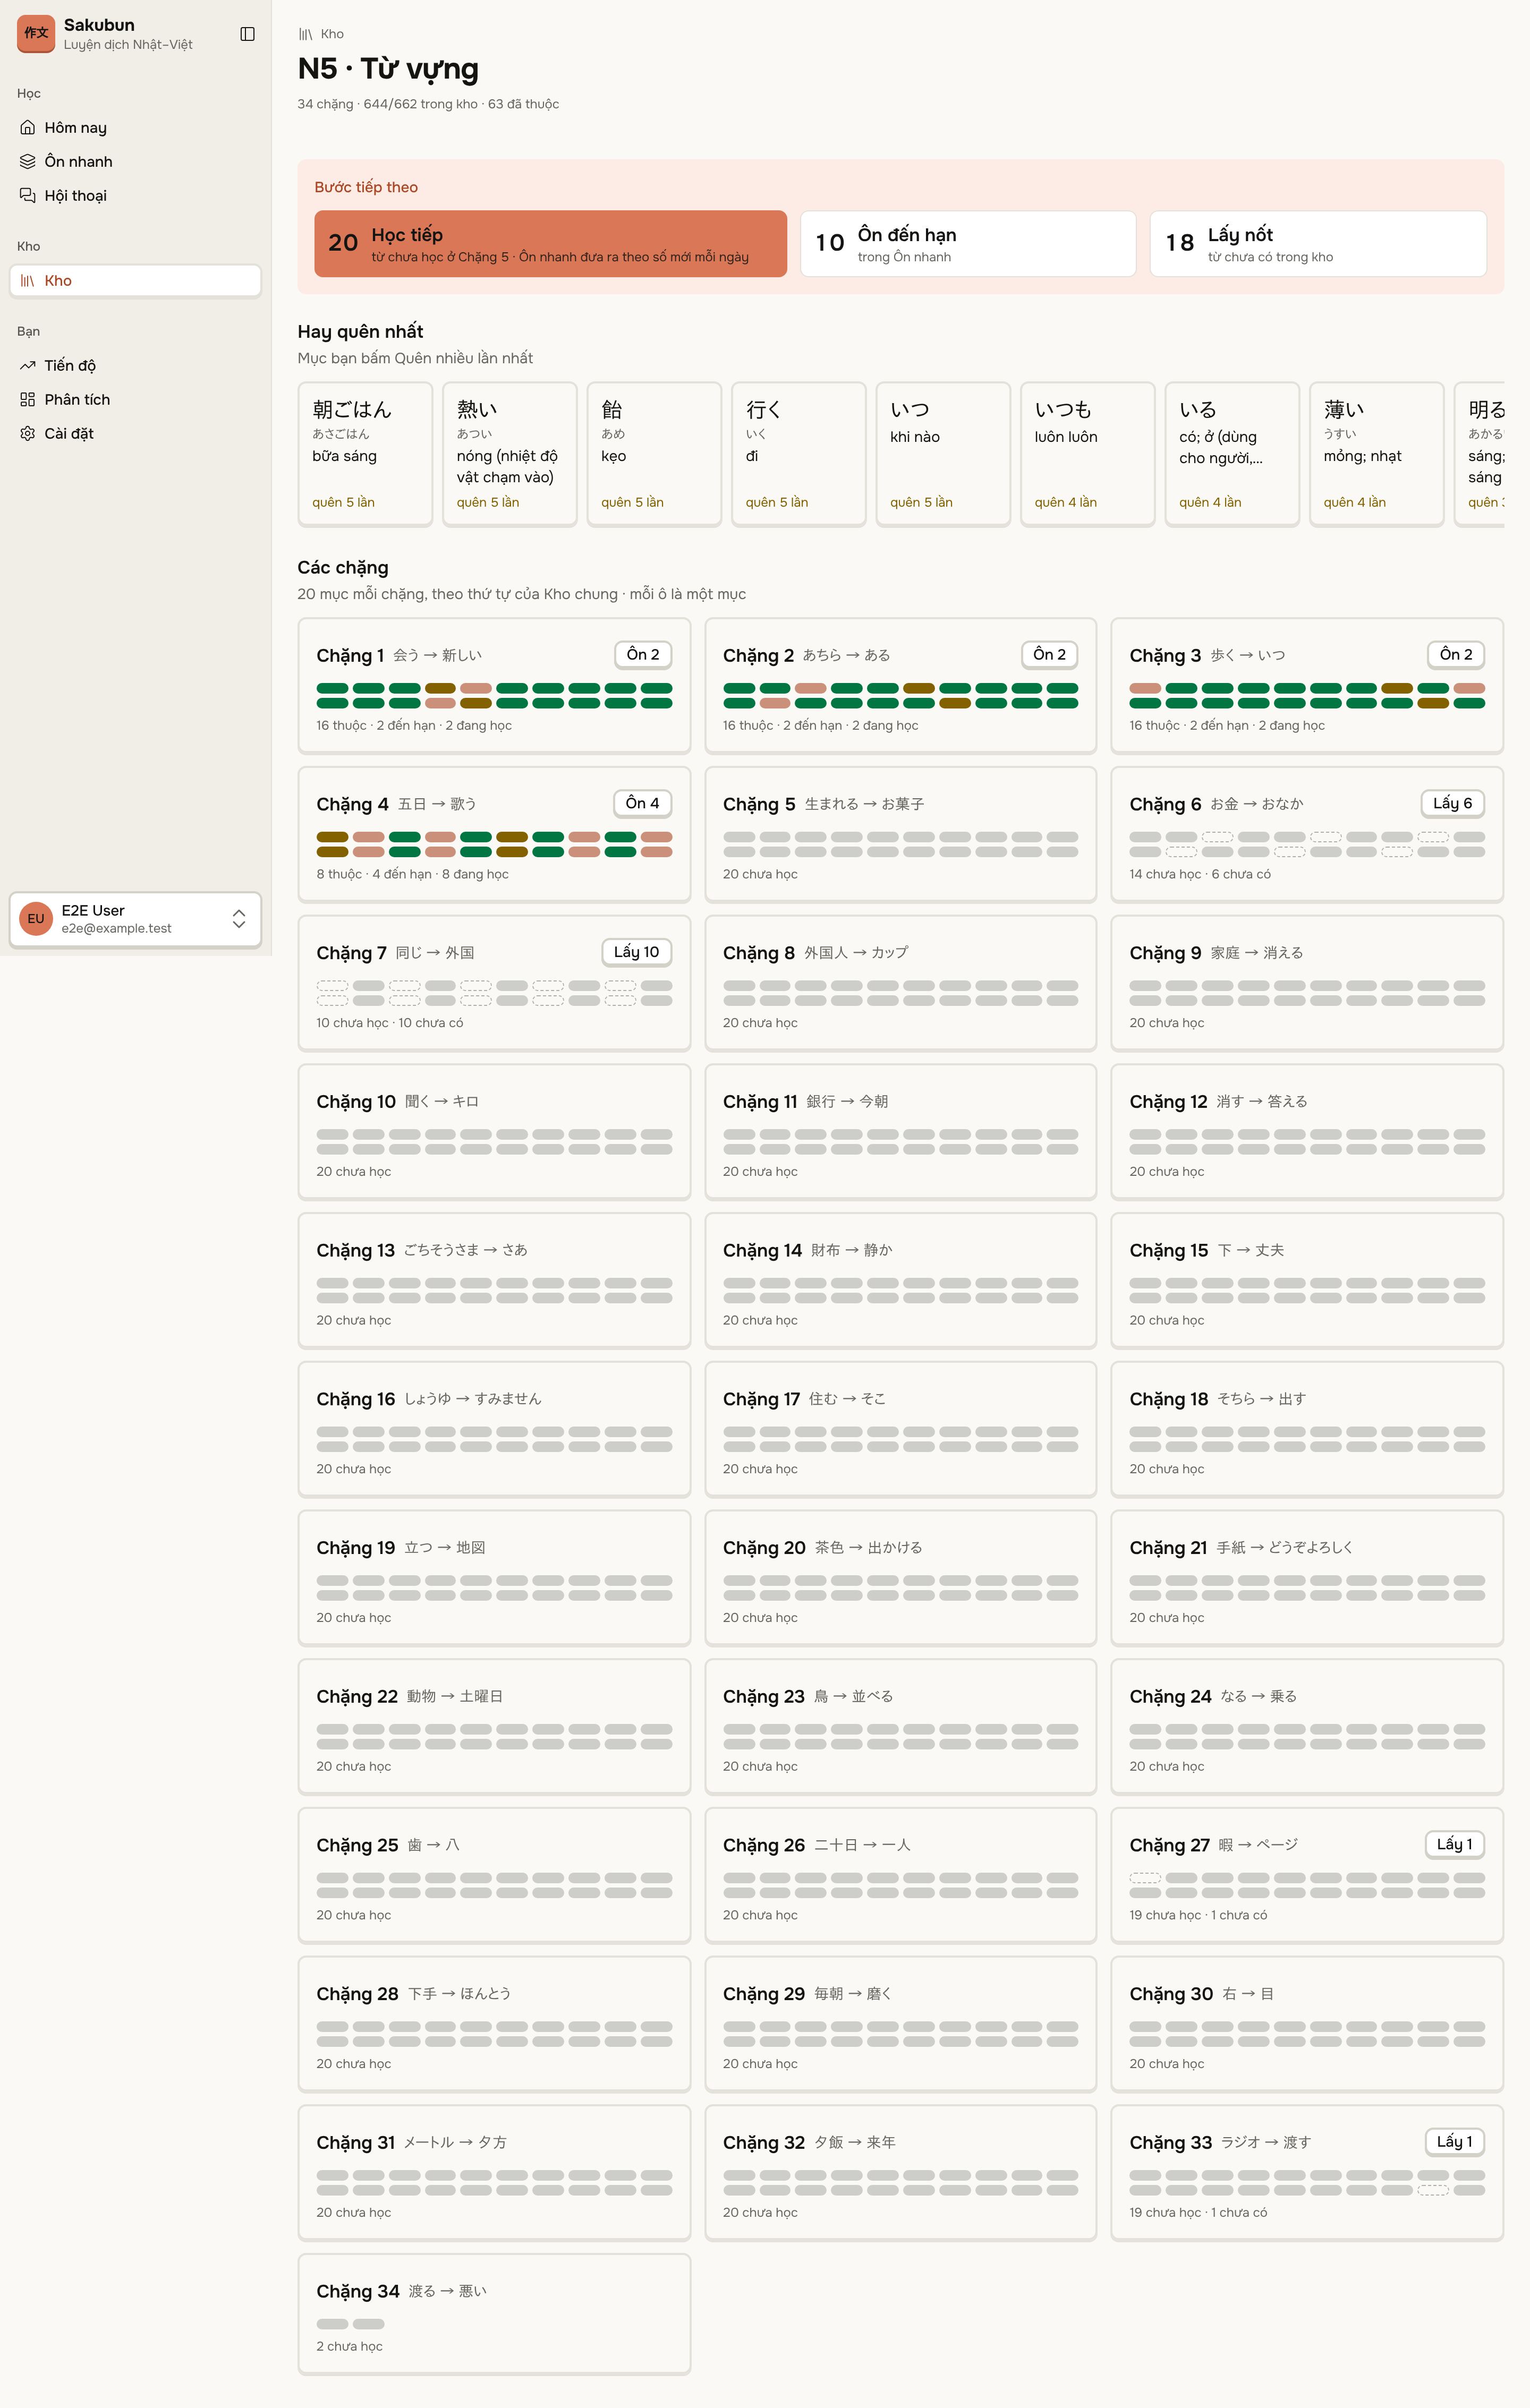 作文
Sakubun
Luyện dịch Nhật–Việt
Học
Hôm nay
Ôn nhanh
Hội thoại
Kho
Kho
Bạn
Tiến độ
Phân tích
Cài đặt
EU
E2E User
e2e@example.test
Kho
N5 · Từ vựng
34 chặng · 644/662 trong kho · 63 đã thuộc
Bước tiếp theo
20 Học tiếp
từ chưa học ở Chặng 5 · Ôn nhanh đưa ra theo số mới mỗi ngày
10 Ôn đến hạn
trong Ôn nhanh
18 Lấy nốt
từ chưa có trong kho
Hay quên nhất
Mục bạn bấm Quên nhiều lần nhất
朝ごはん
あさごはん
bữa sáng
quên 5 lần
熱い
あつい
nóng (nhiệt độ
vật chạm vào)
quên 5 lần
飴
あめ
kẹo
quên 5 lần
行く
いく
đi
quên 5 lần
いつ
khi nào
quên 5 lần
いつも
luôn luôn
quên 4 lần
いる
có; ở (dùng
cho người,...
quên 4 lần
薄い
うすい
mỏng; nhạt
quên 4 lần
明る
あかる
sáng;
sáng
quên
Các chặng
20 mục mỗi chặng, theo thứ tự của Kho chung · mỗi ô là một mục
Chặng 1 会う → 新しい Ôn 2
16 thuộc · 2 đến hạn · 2 đang học
Chặng 2 あちら → ある Ôn 2
16 thuộc · 2 đến hạn · 2 đang học
Chặng 3 歩く → いつ Ôn 2
16 thuộc · 2 đến hạn · 2 đang học
Chặng 4 五日 → 歌う Ôn 4
8 thuộc · 4 đến hạn · 8 đang học
Chặng 5 生まれる → お菓子
20 chưa học
Chặng 6 お金 → おなか Lấy 6
14 chưa học · 6 chưa có
Chặng 7 同じ → 外国 Lấy 10
10 chưa học · 10 chưa có
Chặng 8 外国人 → カップ
20 chưa học
Chặng 9 家庭 → 消える
20 chưa học
Chặng 10 聞く → キロ
20 chưa học
Chặng 11 銀行 → 今朝
20 chưa học
Chặng 12 消す → 答える
20 chưa học
Chặng 13 ごちそうさま → さあ
20 chưa học
Chặng 14 財布 → 静か
20 chưa học
Chặng 15 下 → 丈夫
20 chưa học
Chặng 16 しょうゆ → すみません
20 chưa học
Chặng 17 住む → そこ
20 chưa học
Chặng 18 そちら → 出す
20 chưa học
Chặng 19 立つ → 地図
20 chưa học
Chặng 20 茶色 → 出かける
20 chưa học
Chặng 21 手紙 → どうぞよろしく
20 chưa học
Chặng 22 動物 → 土曜日
20 chưa học
Chặng 23 鳥 → 並べる
20 chưa học
Chặng 24 なる → 乗る
20 chưa học
Chặng 25 歯 → 八
20 chưa học
Chặng 26 二十日 → 一人
20 chưa học
Chặng 27 暇 → ページ Lấy 1
19 chưa học · 1 chưa có
Chặng 28 下手 → ほんとう
20 chưa học
Chặng 29 毎朝 → 磨く
20 chưa học
Chặng 30 右 → 目
20 chưa học
Chặng 31 メートル → 夕方
20 chưa học
Chặng 32 夕飯 → 来年
20 chưa học
Chặng 33 ラジオ → 渡す Lấy 1
19 chưa học · 1 chưa có
Chặng 34 渡る → 悪い
2 chưa học